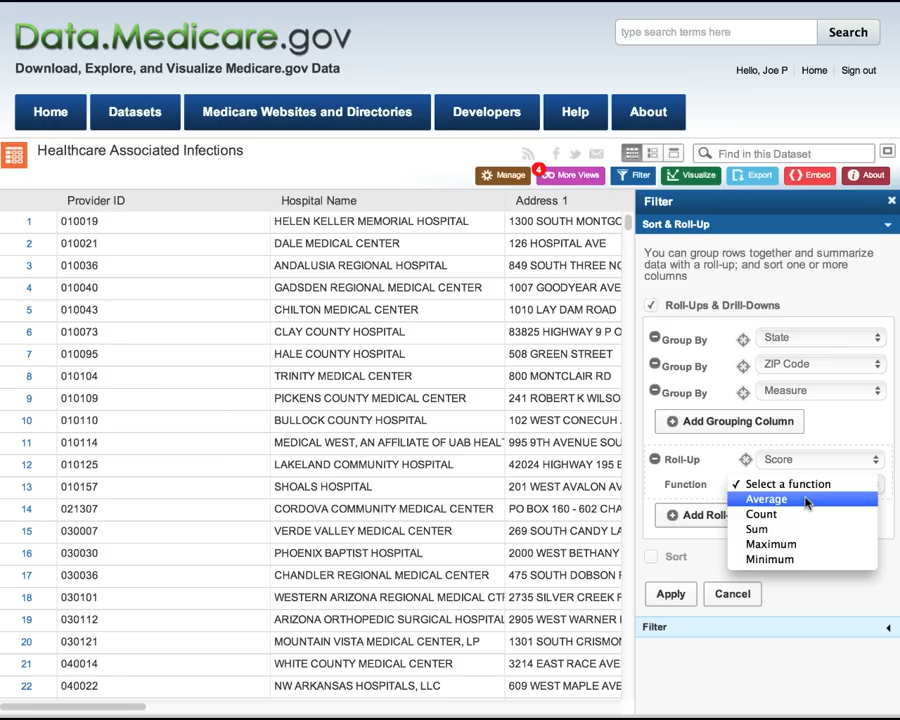 Data.Medicare.gov
Download, Explore, and Visualize Medicare.gov Data
type search terms here
Search
Hello, Joe P
Home
Sign out
Home
Datasets
Medicare Websites and Directories
Developers
Help
About
Healthcare Associated Infections
Find in this Dataset
Manage
4
More Views
Filter
Visualize
Export
Embed
About
Provider ID Hospital Name Address 1
1 010019 HELEN KELLER MEMORIAL HOSPITAL 1300 SOUTH MONTGO
2 010021 DALE MEDICAL CENTER 126 HOSPITAL AVE
3 010036 ANDALUSIA REGIONAL HOSPITAL 849 SOUTH THREE NO
4 010040 GADSDEN REGIONAL MEDICAL CENTER 1007 GOODYEAR AVE
5 010043 CHILTON MEDICAL CENTER 1010 LAY DAM ROAD
6 010073 CLAY COUNTY HOSPITAL 83825 HIGHWAY 9 P O
7 010095 HALE COUNTY HOSPITAL 508 GREEN STREET
8 010104 TRINITY MEDICAL CENTER 800 MONTCLAIR RD
9 010109 PICKENS COUNTY MEDICAL CENTER 241 ROBERT K WILSO
10 010110 BULLOCK COUNTY HOSPITAL 102 WEST CONECUH
11 010114 MEDICAL WEST, AN AFFILIATE OF UAB HEAL 995 9TH AVENUE SOU
12 010125 LAKELAND COMMUNITY HOSPITAL 42024 HIGHWAY 195 E
13 010157 SHOALS HOSPITAL 201 WEST AVALON AV
14 021307 CORDOVA COMMUNITY MEDICAL CENTER PO BOX 160 - 602 CHA
15 030007 VERDE VALLEY MEDICAL CENTER 269 SOUTH CANDY LA
16 030030 PHOENIX BAPTIST HOSPITAL 2000 WEST BETHANY
17 030036 CHANDLER REGIONAL MEDICAL CENTER 475 SOUTH DOBSON
18 030101 WESTERN ARIZONA REGIONAL MEDICAL CTR 2735 SILVER CREEK
19 030112 ARIZONA ORTHOPEDIC SURGICAL HOSPITAL 2905 WEST WARNER
20 030121 MOUNTAIN VISTA MEDICAL CENTER, LP 1301 SOUTH CRISMO
21 040014 WHITE COUNTY MEDICAL CENTER 3214 EAST RACE AVE
22 040022 NW ARKANSAS HOSPITALS, LLC 609 WEST MAPLE AVE
Filter
Sort & Roll-Up
You can group rows together and summarize
data with a roll-up; and sort one or more
columns
Roll-Ups & Drill-Downs
Group By State
Group By ZIP Code
Group By Measure
Add Grouping Column
Roll-Up Score
Function
Select a function
Average
Count
Sum
Maximum
Minimum
Add Roll-
Sort
Apply
Cancel
Filter